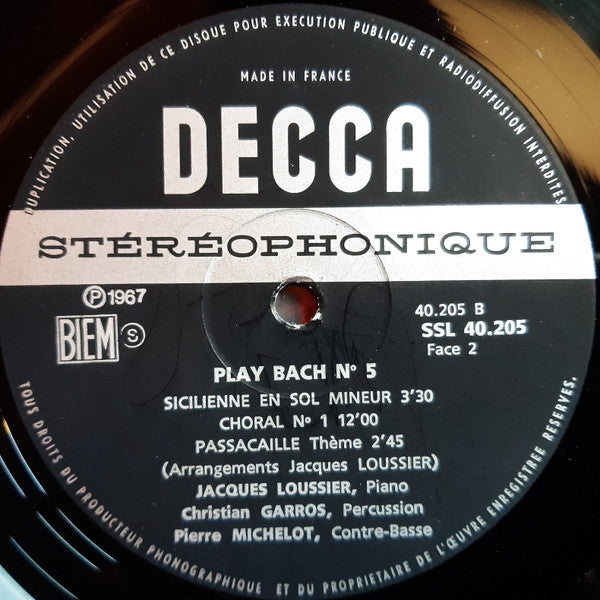 DUPLICATION, UTILISATION DE CE DISQUE POUR EXECUTION PUBLIQUE ET RADIODIFFUSION INTERDITES
MADE IN FRANCE
DECCA
STÉRÉOPHONIQUE
℗ 1967
BIEM S
40.205 B
SSL 40.205
Face 2
PLAY BACH Nº 5
SICILIENNE EN SOL MINEUR 3'30
CHORAL Nº 1 12'00
PASSACAILLE Thème 2'45
(Arrangements Jacques LOUSSIER)
JACQUES LOUSSIER, Piano
Christian GARROS, Percussion
Pierre MICHELOT, Contre-Basse
TOUS DROITS DU PRODUCTEUR PHONOGRAPHIQUE ET DU PROPRIETAIRE DE L'ŒUVRE ENREGISTREE RESERVES.